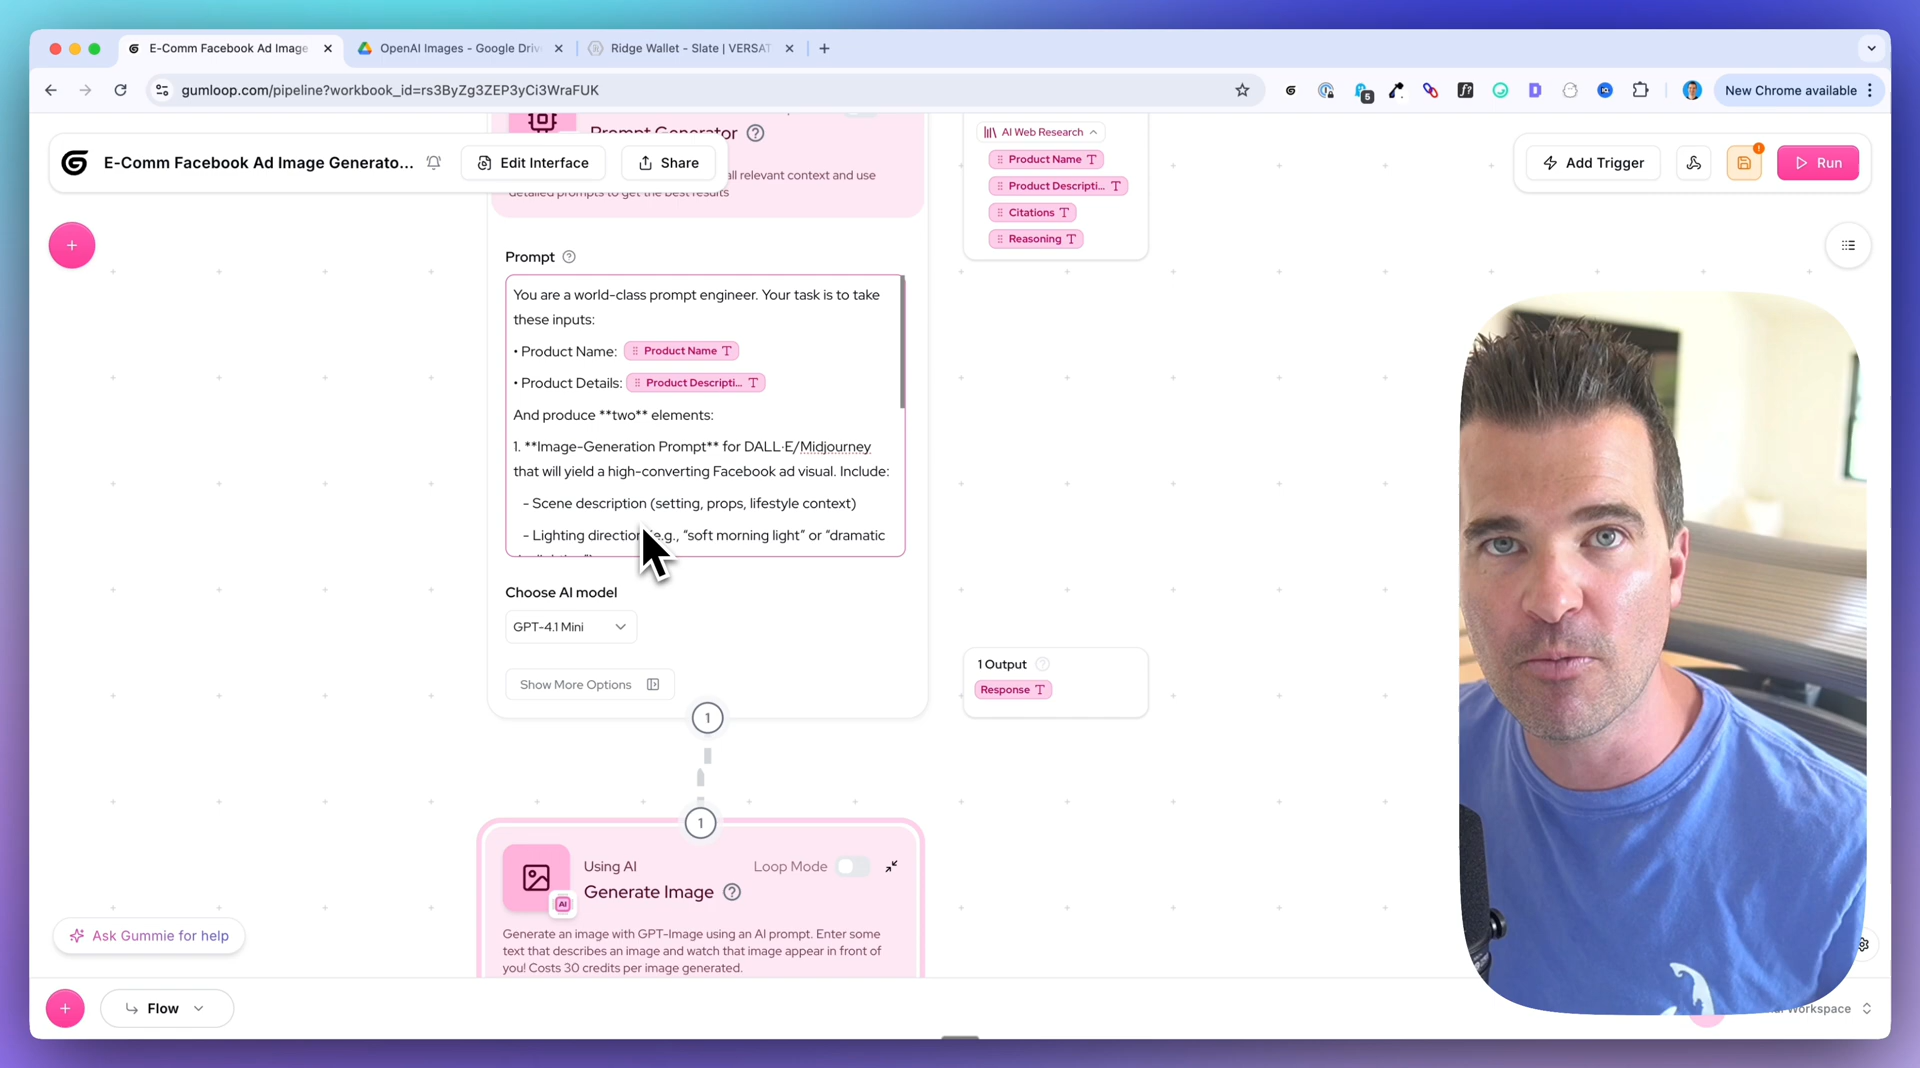 E-Comm Facebook Ad Image
OpenAI Images - Google Driv
Ridge Wallet - Slate | VERSAT
gumloop.com/pipeline?workbook_id=rs3ByZg3ZEP3yCi3WraFUK
5
New Chrome available
E-Comm Facebook Ad Image Generato...
Edit Interface
Share
Add Trigger
Run
Prompt Generator
all relevant context and use
detailed prompts to get the best results
AI Web Research
Product Name
Product Descripti...
Citations
Reasoning
Prompt
You are a world-class prompt engineer. Your task is to take
these inputs:
• Product Name: Product Name
• Product Details: Product Descripti...
And produce **two** elements:
1. **Image-Generation Prompt** for DALL·E/Midjourney
that will yield a high-converting Facebook ad visual. Include:
- Scene description (setting, props, lifestyle context)
- Lighting direction (e.g., “soft morning light” or “dramatic
Choose AI model
GPT-4.1 Mini
Show More Options
1 Output
Response
1
1
Using AI
Loop Mode
Generate Image
AI
Generate an image with GPT-Image using an AI prompt. Enter some
text that describes an image and watch that image appear in front of
you! Costs 30 credits per image generated.
Ask Gummie for help
Flow
Workspace